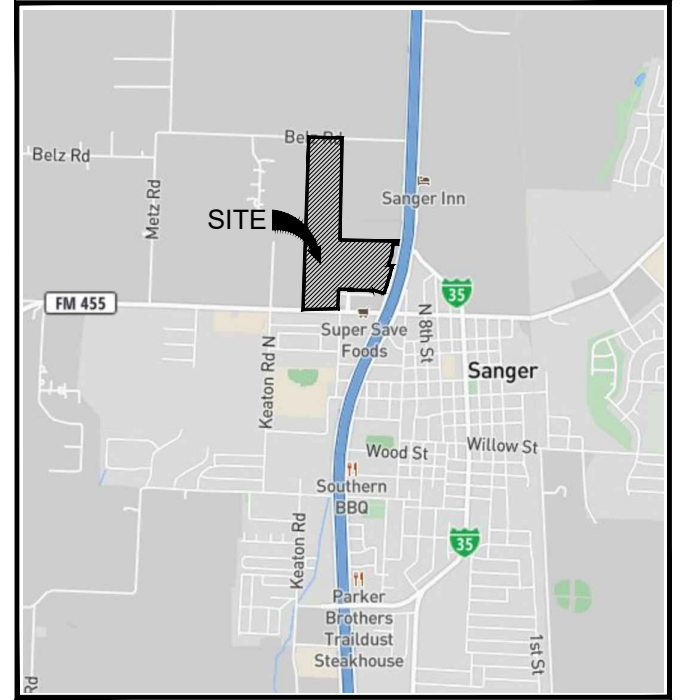 Belz Rd
Belz Rd
Metz Rd
Sanger Inn
SITE
35
FM 455
N 8th St
Super Save
Foods
Sanger
Keaton Rd N
Wood St
Willow St
Southern
BBQ
Keaton Rd
35
Parker
Brothers
Traildust
Steakhouse
1st St
Rd